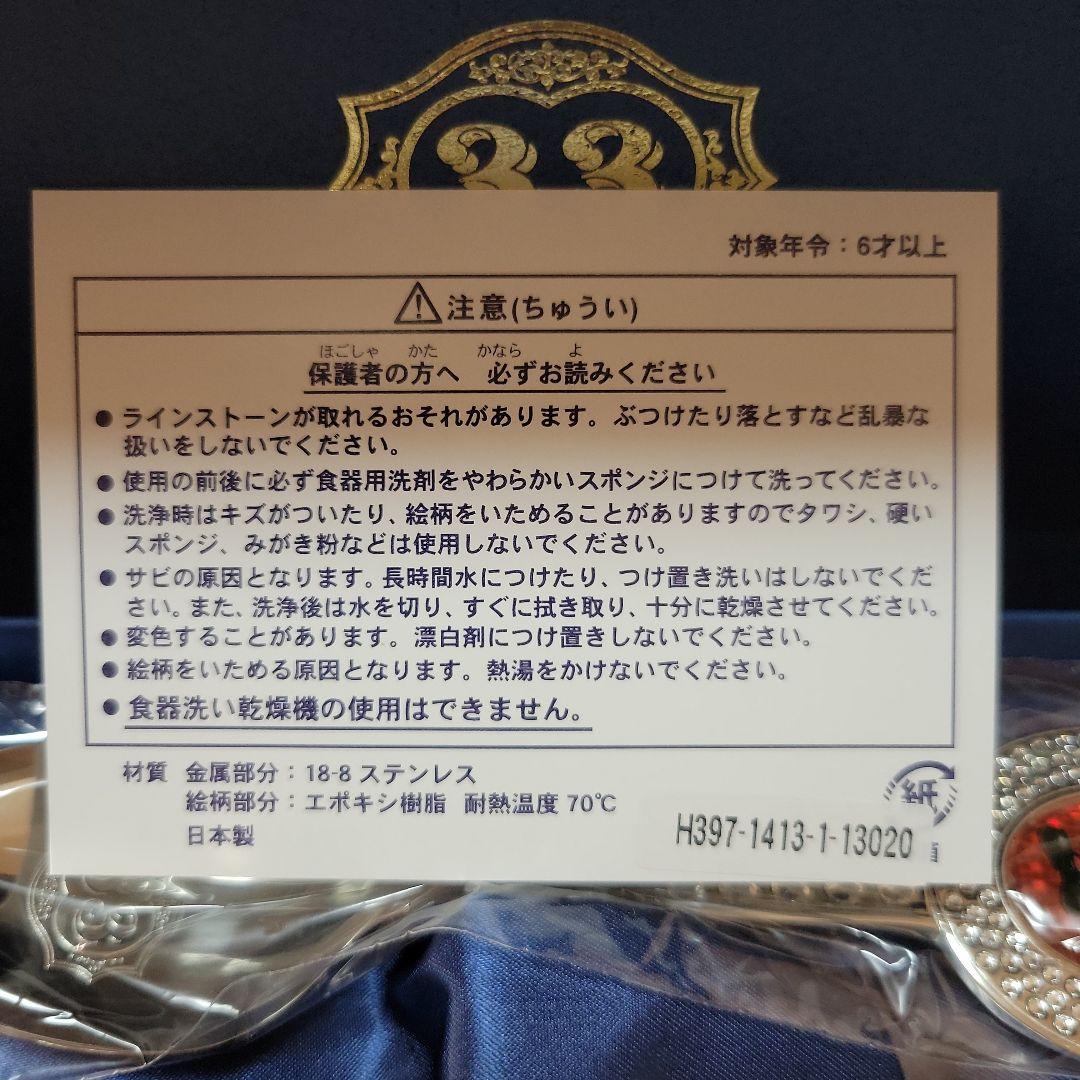 33
対象年令：6才以上
注意(ちゅうい)
ほごしゃ かた かなら よ
保護者の方へ 必ずお読みください
● ラインストーンが取れるおそれがあります。ぶつけたり落とすなど乱暴な
扱いをしないでください。
● 使用の前後に必ず食器用洗剤をやわらかいスポンジにつけて洗ってください。
● 洗浄時はキズがついたり、絵柄をいためることがありますのでタワシ、硬い
スポンジ、みがき粉などは使用しないでください。
● サビの原因となります。長時間水につけたり、つけ置き洗いはしないでくだ
さい。また、洗浄後は水を切り、すぐに拭き取り、十分に乾燥させてください。
● 変色することがあります。漂白剤につけ置きしないでください。
● 絵柄をいためる原因となります。熱湯をかけないでください。
● 食器洗い乾燥機の使用はできません。
材質 金属部分：18-8 ステンレス
絵柄部分：エポキシ樹脂 耐熱温度 70℃
日本製
紙
H397-1413-1-13020